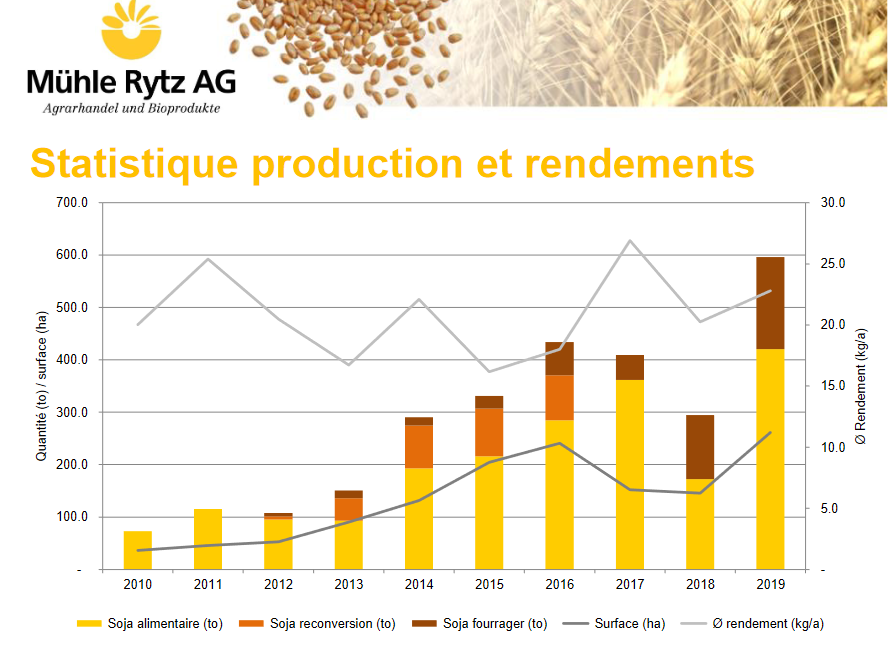 Mühle Rytz AG
Agrarhandel und Bioprodukte
Statistique production et rendements
700.0
600.0
500.0
400.0
300.0
200.0
100.0
-
Quantité (to) / surface (ha)
30.0
25.0
20.0
15.0
10.0
5.0
-
Ø Rendement (kg/a)
2010 2011 2012 2013 2014 2015 2016 2017 2018 2019
Soja alimentaire (to) Soja reconversion (to) Soja fourrager (to) Surface (ha) Ø rendement (kg/a)